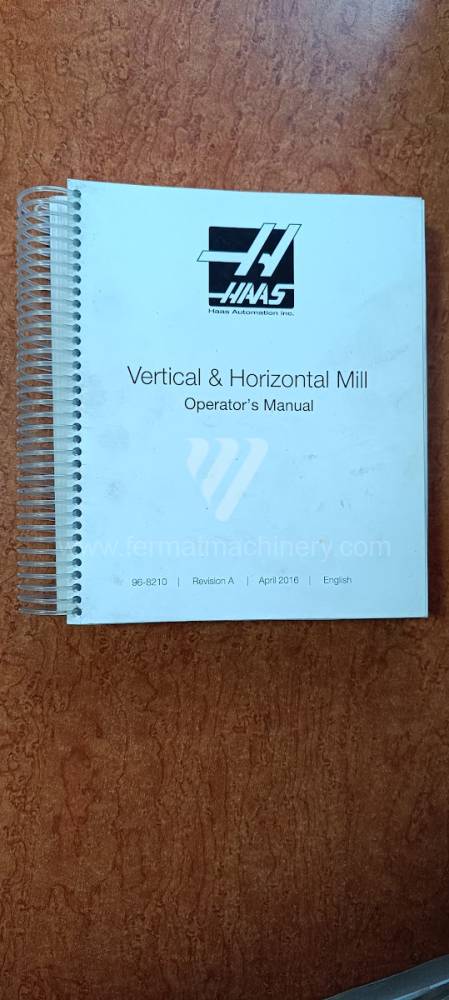 HAAS
Haas Automation Inc.
Vertical & Horizontal Mill
Operator's Manual
www.fermatmachinery.com
96-8210 | Revision A | April 2016 | English